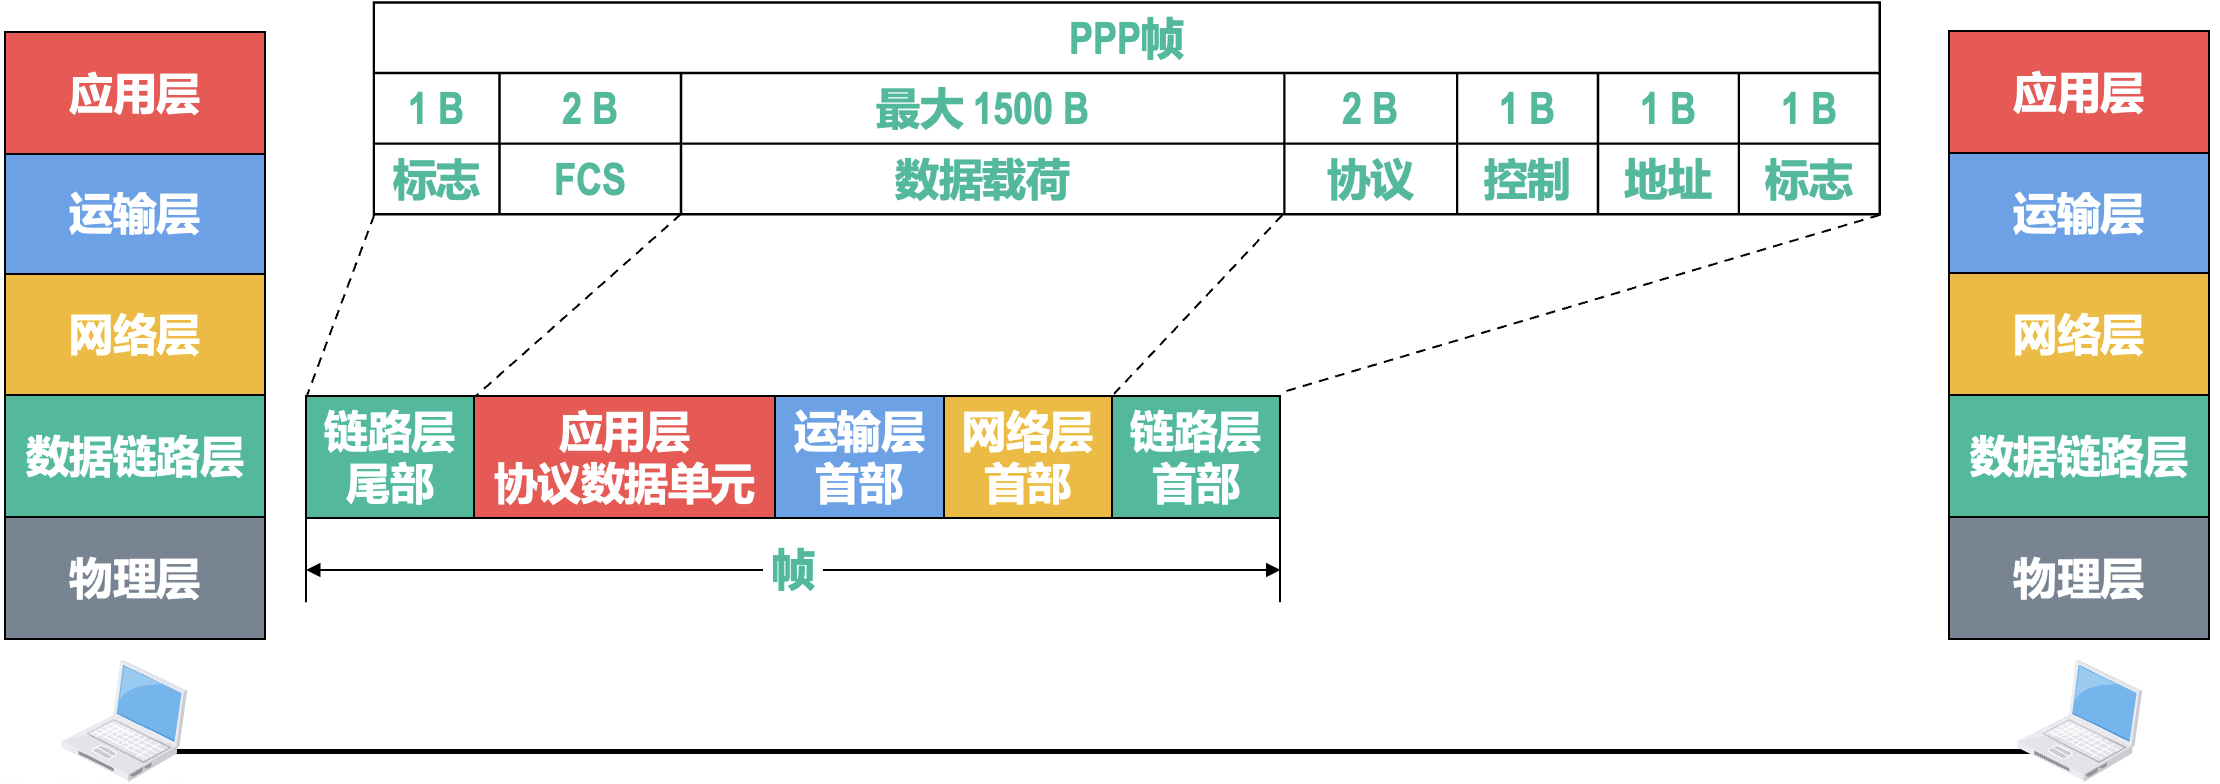 应用层
运输层
网络层
数据链路层
物理层
PPP帧
1 B 2 B 最大 1500 B 2 B 1 B 1 B 1 B
标志 FCS 数据载荷 协议 控制 地址 标志
链路层
尾部
应用层
协议数据单元
运输层
首部
网络层
首部
链路层
首部
帧
应用层
运输层
网络层
数据链路层
物理层